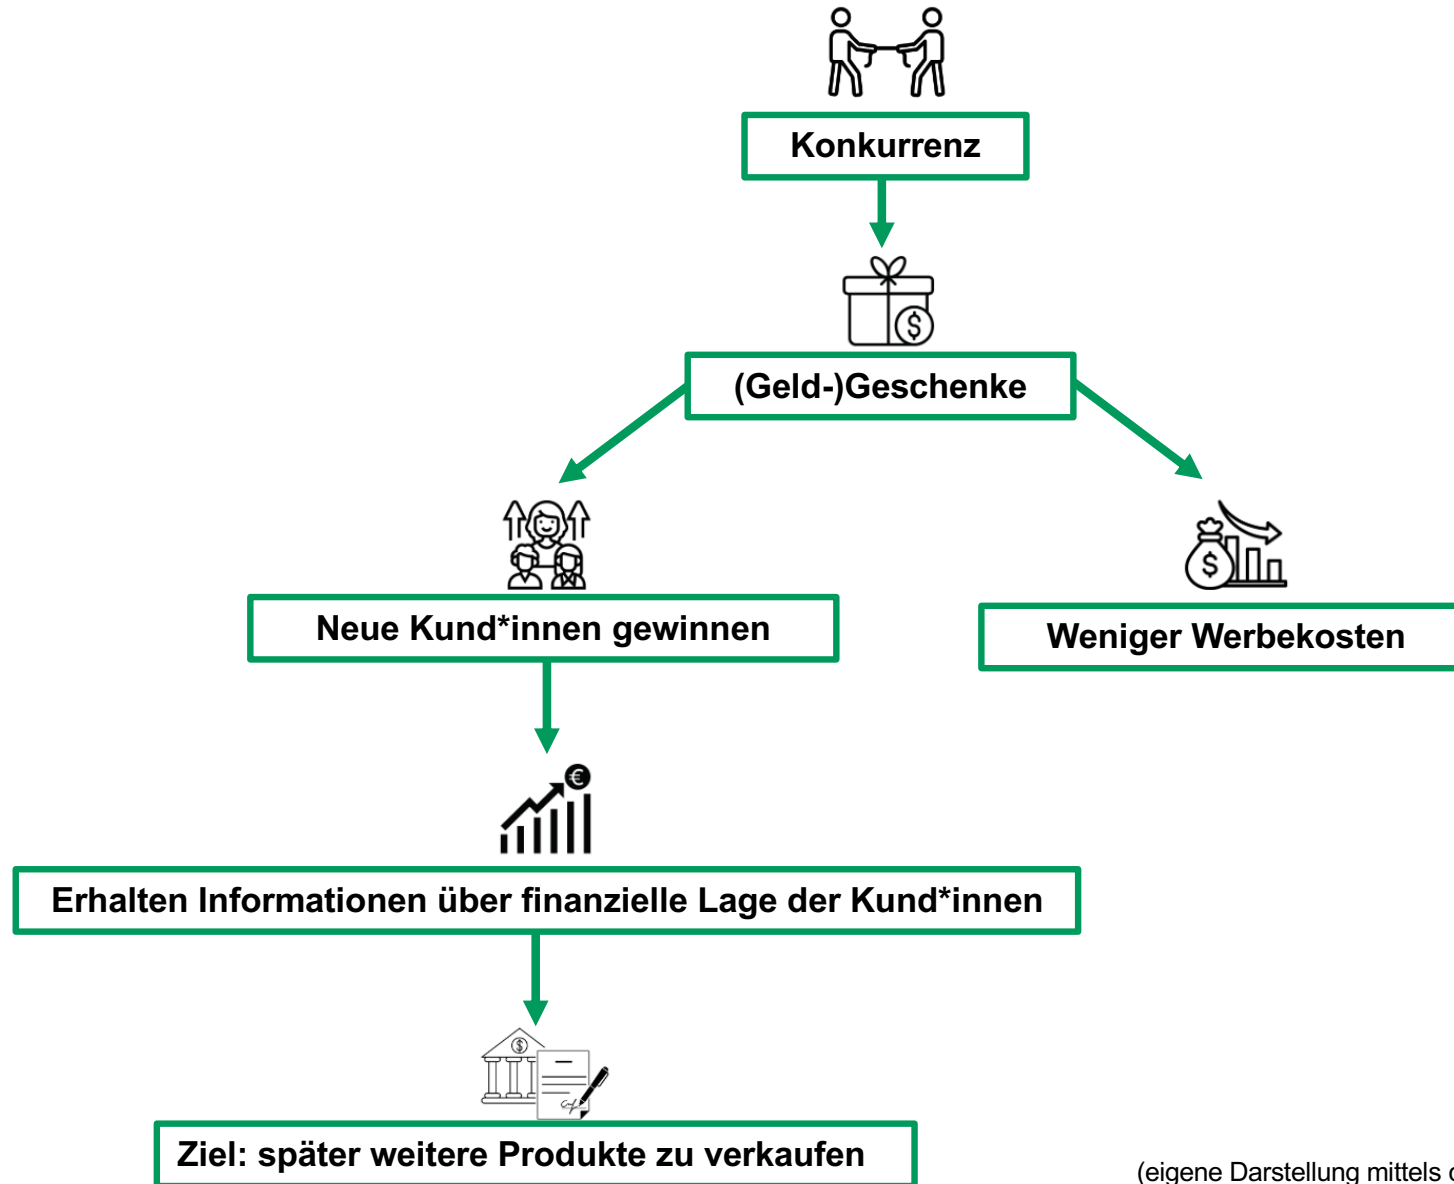 Konkurrenz
(Geld-)Geschenke
Neue Kund*innen gewinnen
Weniger Werbekosten
Erhalten Informationen über finanzielle Lage der Kund*innen
Ziel: später weitere Produkte zu verkaufen
(eigene Darstellung mittels